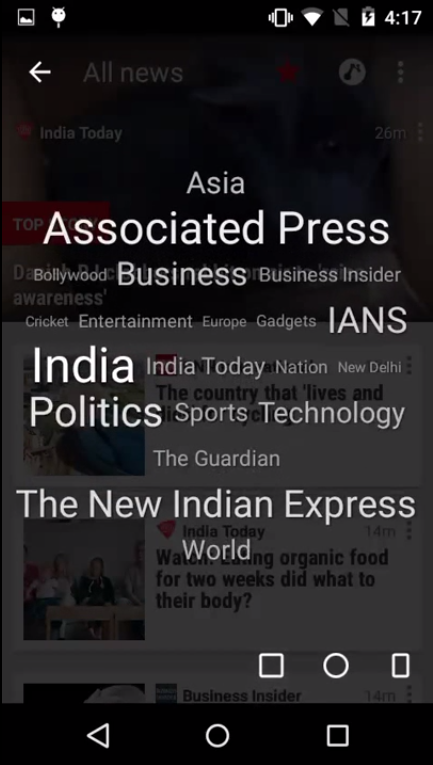 4:17
All news
India Today 26m
Asia
TOP STORY
Associated Press
Bollywood Business Business Insider
awareness'
Cricket Entertainment Europe Gadgets IANS
India India Today Nation New Delhi
The country that 'lives and
Politics Sports Technology
The Guardian
The New Indian Express
India Today 14m
World
Watch: Eating organic food
for two weeks did what to
their body?
Business Insider 14m